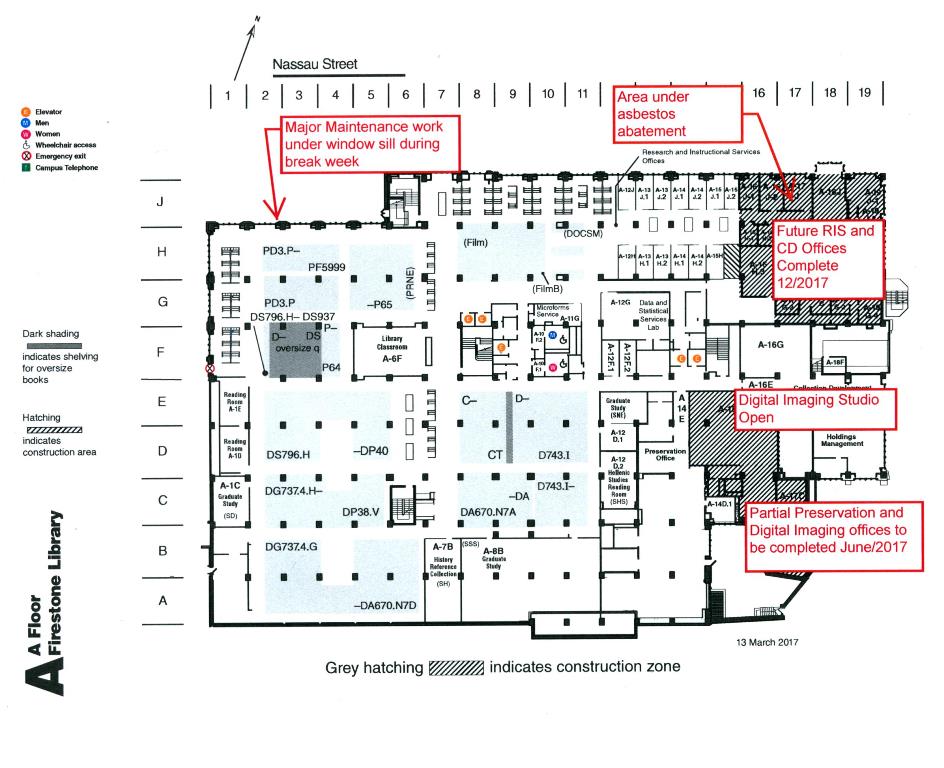 N
Nassau Street
1 2 3 4 5 6 7 8 9 10 11 16 17 18 19
E Elevator
M Men
W Women
Wheelchair access
Emergency exit
Campus Telephone
Major Maintenance work
under window sill during
break week
Area under
asbestos
abatement
Research and Instructional Services
Offices
J
A-12J
A-13
J.1
A-13
J.2
A-14
J.1
A-14
J.2
A-15
J.1
A-15
J.2
H
PD3.P–
PF5999
(PRNE)
(Film)
(DOCSM)
(FilmB)
A-12H
A-13
H.1
A-13
H.2
A-14
H.1
A-14
H.2
A-15H
Future RIS and
CD Offices
Complete
12/2017
G
PD3.P
DS796.H–DS937
–P65
Microforms
Service
A-11G
A-12G
Data and
Statistical
Services
Lab
Dark shading
indicates shelving
for oversize
books
F
D–
DS
oversize q
P–
P64
Library
Classroom
A-6F
A-10
F.2
A-10
F.1
A-12F.1
A-12F.2
A-16G
A-18F
A-16E
Collection Development
Hatching
indicates
construction area
E
Reading
Room
A-1E
C–
D–
Graduate
Study
(SNE)
A
14
E
Digital Imaging Studio
Open
D
Reading
Room
A-1D
DS796.H
–DP40
CT
D743.I
A-12
D.1
A-12
D.2
Hellenic
Studies
Reading
Room
(SHS)
Preservation
Office
Holdings
Management
C
A-1C
Graduate
Study
(SD)
DG737.4.H–
DP38.V
D743.I–
–DA
DA670.N7A
A-14D.1
A-17C
Partial Preservation and
Digital Imaging offices to
be completed June/2017
B
DG737.4.G
A-7B
History
Reference
Collection
(SH)
(SSS)
A-8B
Graduate
Study
A
–DA670.N7D
13 March 2017
Grey hatching indicates construction zone
A
A Floor
Firestone Library